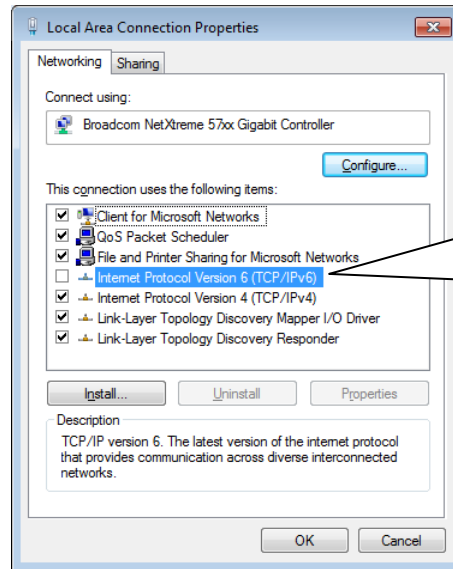 Local Area Connection Properties
Networking
Sharing
Connect using:
Broadcom NetXtreme 57xx Gigabit Controller
Configure...
This connection uses the following items:
Client for Microsoft Networks
QoS Packet Scheduler
File and Printer Sharing for Microsoft Networks
Internet Protocol Version 6 (TCP/IPv6)
Internet Protocol Version 4 (TCP/IPv4)
Link-Layer Topology Discovery Mapper I/O Driver
Link-Layer Topology Discovery Responder
Install...
Uninstall
Properties
Description
TCP/IP version 6. The latest version of the internet protocol
that provides communication across diverse interconnected
networks.
OK
Cancel